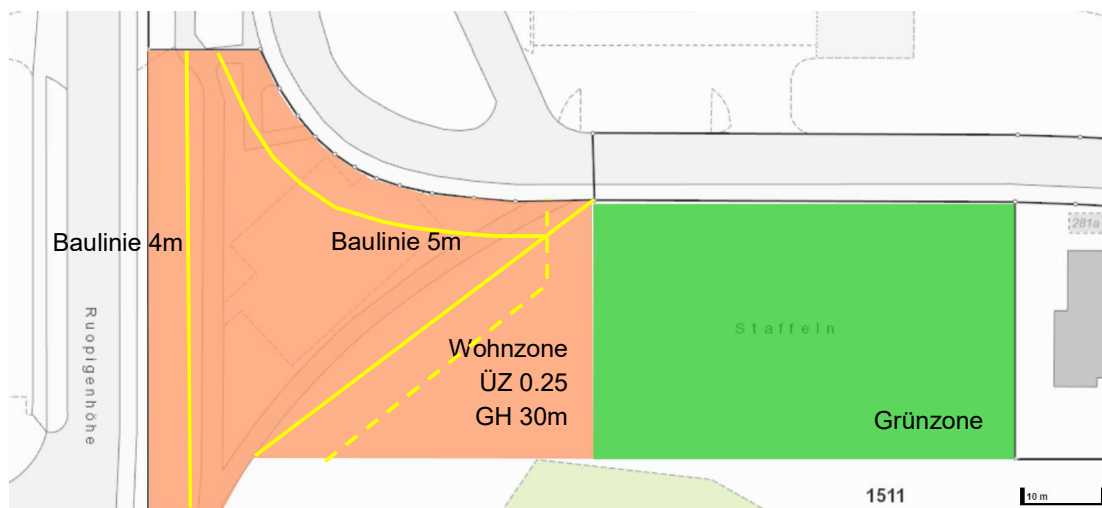 281a
Baulinie 4m
Baulinie 5m
Ruopigenhöhe
Staffeln
Wohnzone
ÜZ 0.25
GH 30m
Grünzone
1511
10 m